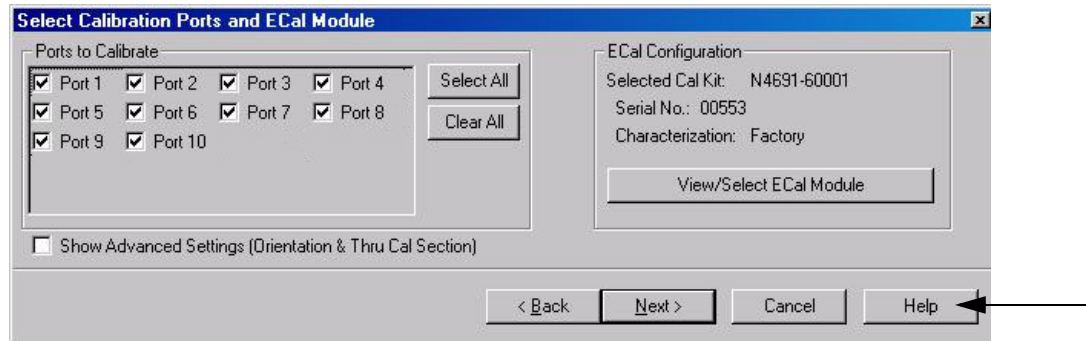 Select Calibration Ports and ECal Module
Ports to Calibrate
Port 1 Port 2 Port 3 Port 4
Port 5 Port 6 Port 7 Port 8
Port 9 Port 10
Select All
Clear All
Show Advanced Settings (Orientation & Thru Cal Section)
ECal Configuration
Selected Cal Kit: N4691-60001
Serial No.: 00553
Characterization: Factory
View/Select ECal Module
< Back Next > Cancel Help